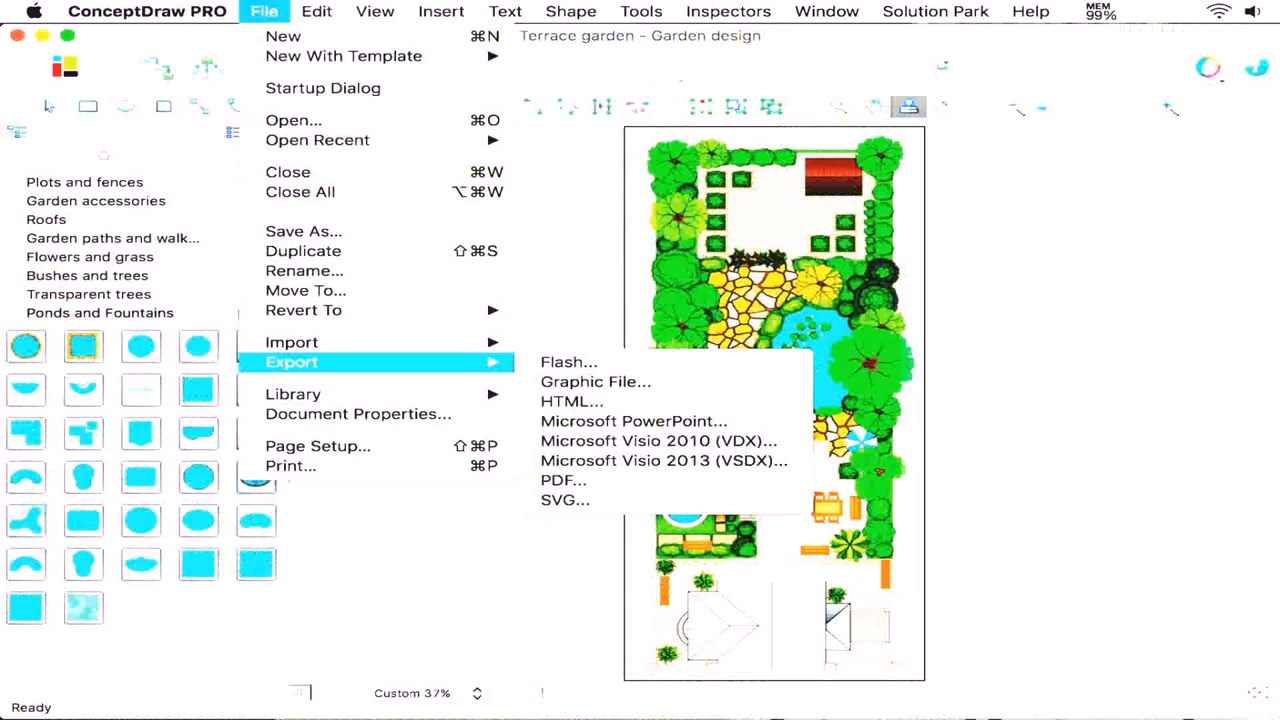 ConceptDraw PRO File Edit View Insert Text Shape Tools Inspectors Window Solution Park Help MEM 99%
Terrace garden - Garden design
New ⌘N
New With Template ▶
Startup Dialog
Open... ⌘O
Open Recent ▶
Close ⌘W
Close All ⌥⌘W
Save As...
Duplicate ⇧⌘S
Rename...
Move To...
Revert To ▶
Import ▶
Export ▶
Library ▶
Document Properties...
Page Setup... ⇧⌘P
Print... ⌘P
Flash...
Graphic File...
HTML...
Microsoft PowerPoint...
Microsoft Visio 2010 (VDX)...
Microsoft Visio 2013 (VSDX)...
PDF...
SVG...
Plots and fences
Garden accessories
Roofs
Garden paths and walk...
Flowers and grass
Bushes and trees
Transparent trees
Ponds and Fountains
Custom 37%
Ready